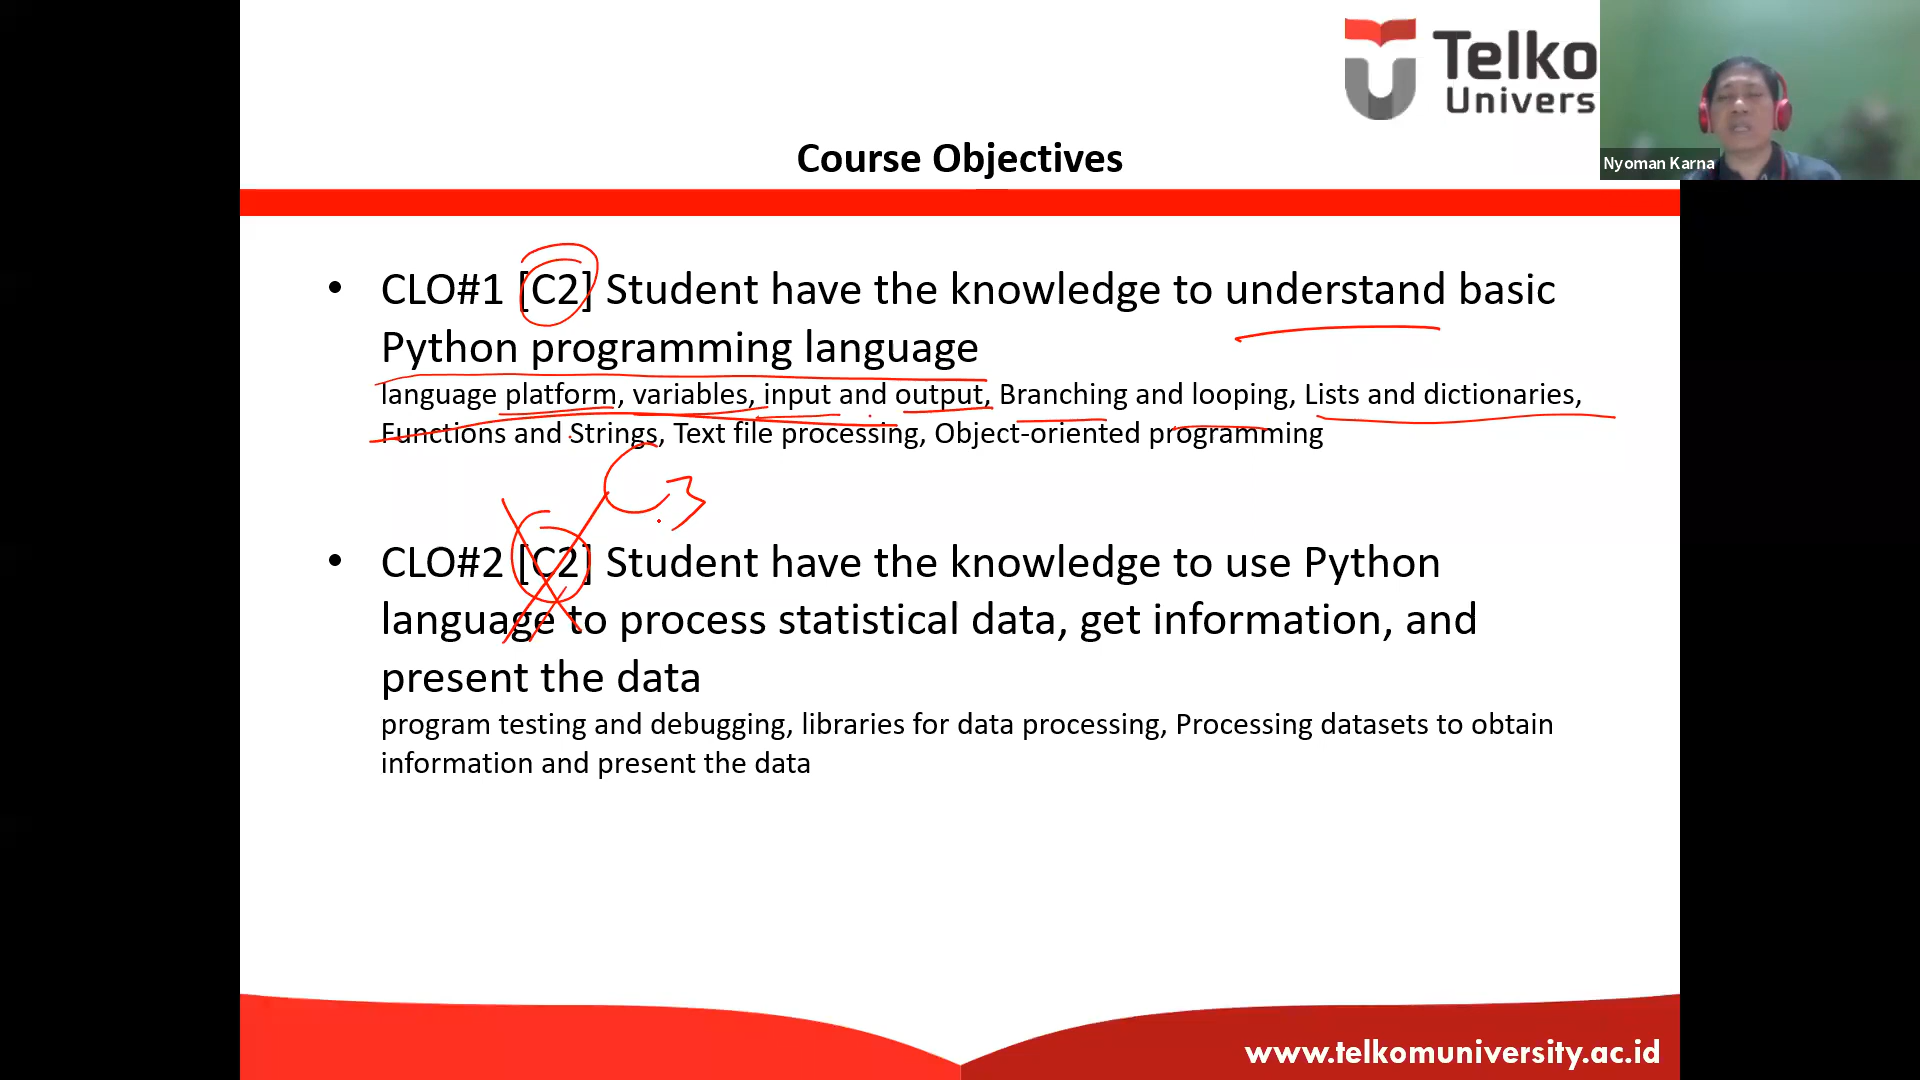 Telko
Univers
Nyoman Karna
Course Objectives
• CLO#1 [C2] Student have the knowledge to understand basic
Python programming language
language platform, variables, input and output, Branching and looping, Lists and dictionaries,
Functions and Strings, Text file processing, Object-oriented programming
C3
• CLO#2 [C2] Student have the knowledge to use Python
language to process statistical data, get information, and
present the data
program testing and debugging, libraries for data processing, Processing datasets to obtain
information and present the data
www.telkomuniversity.ac.id